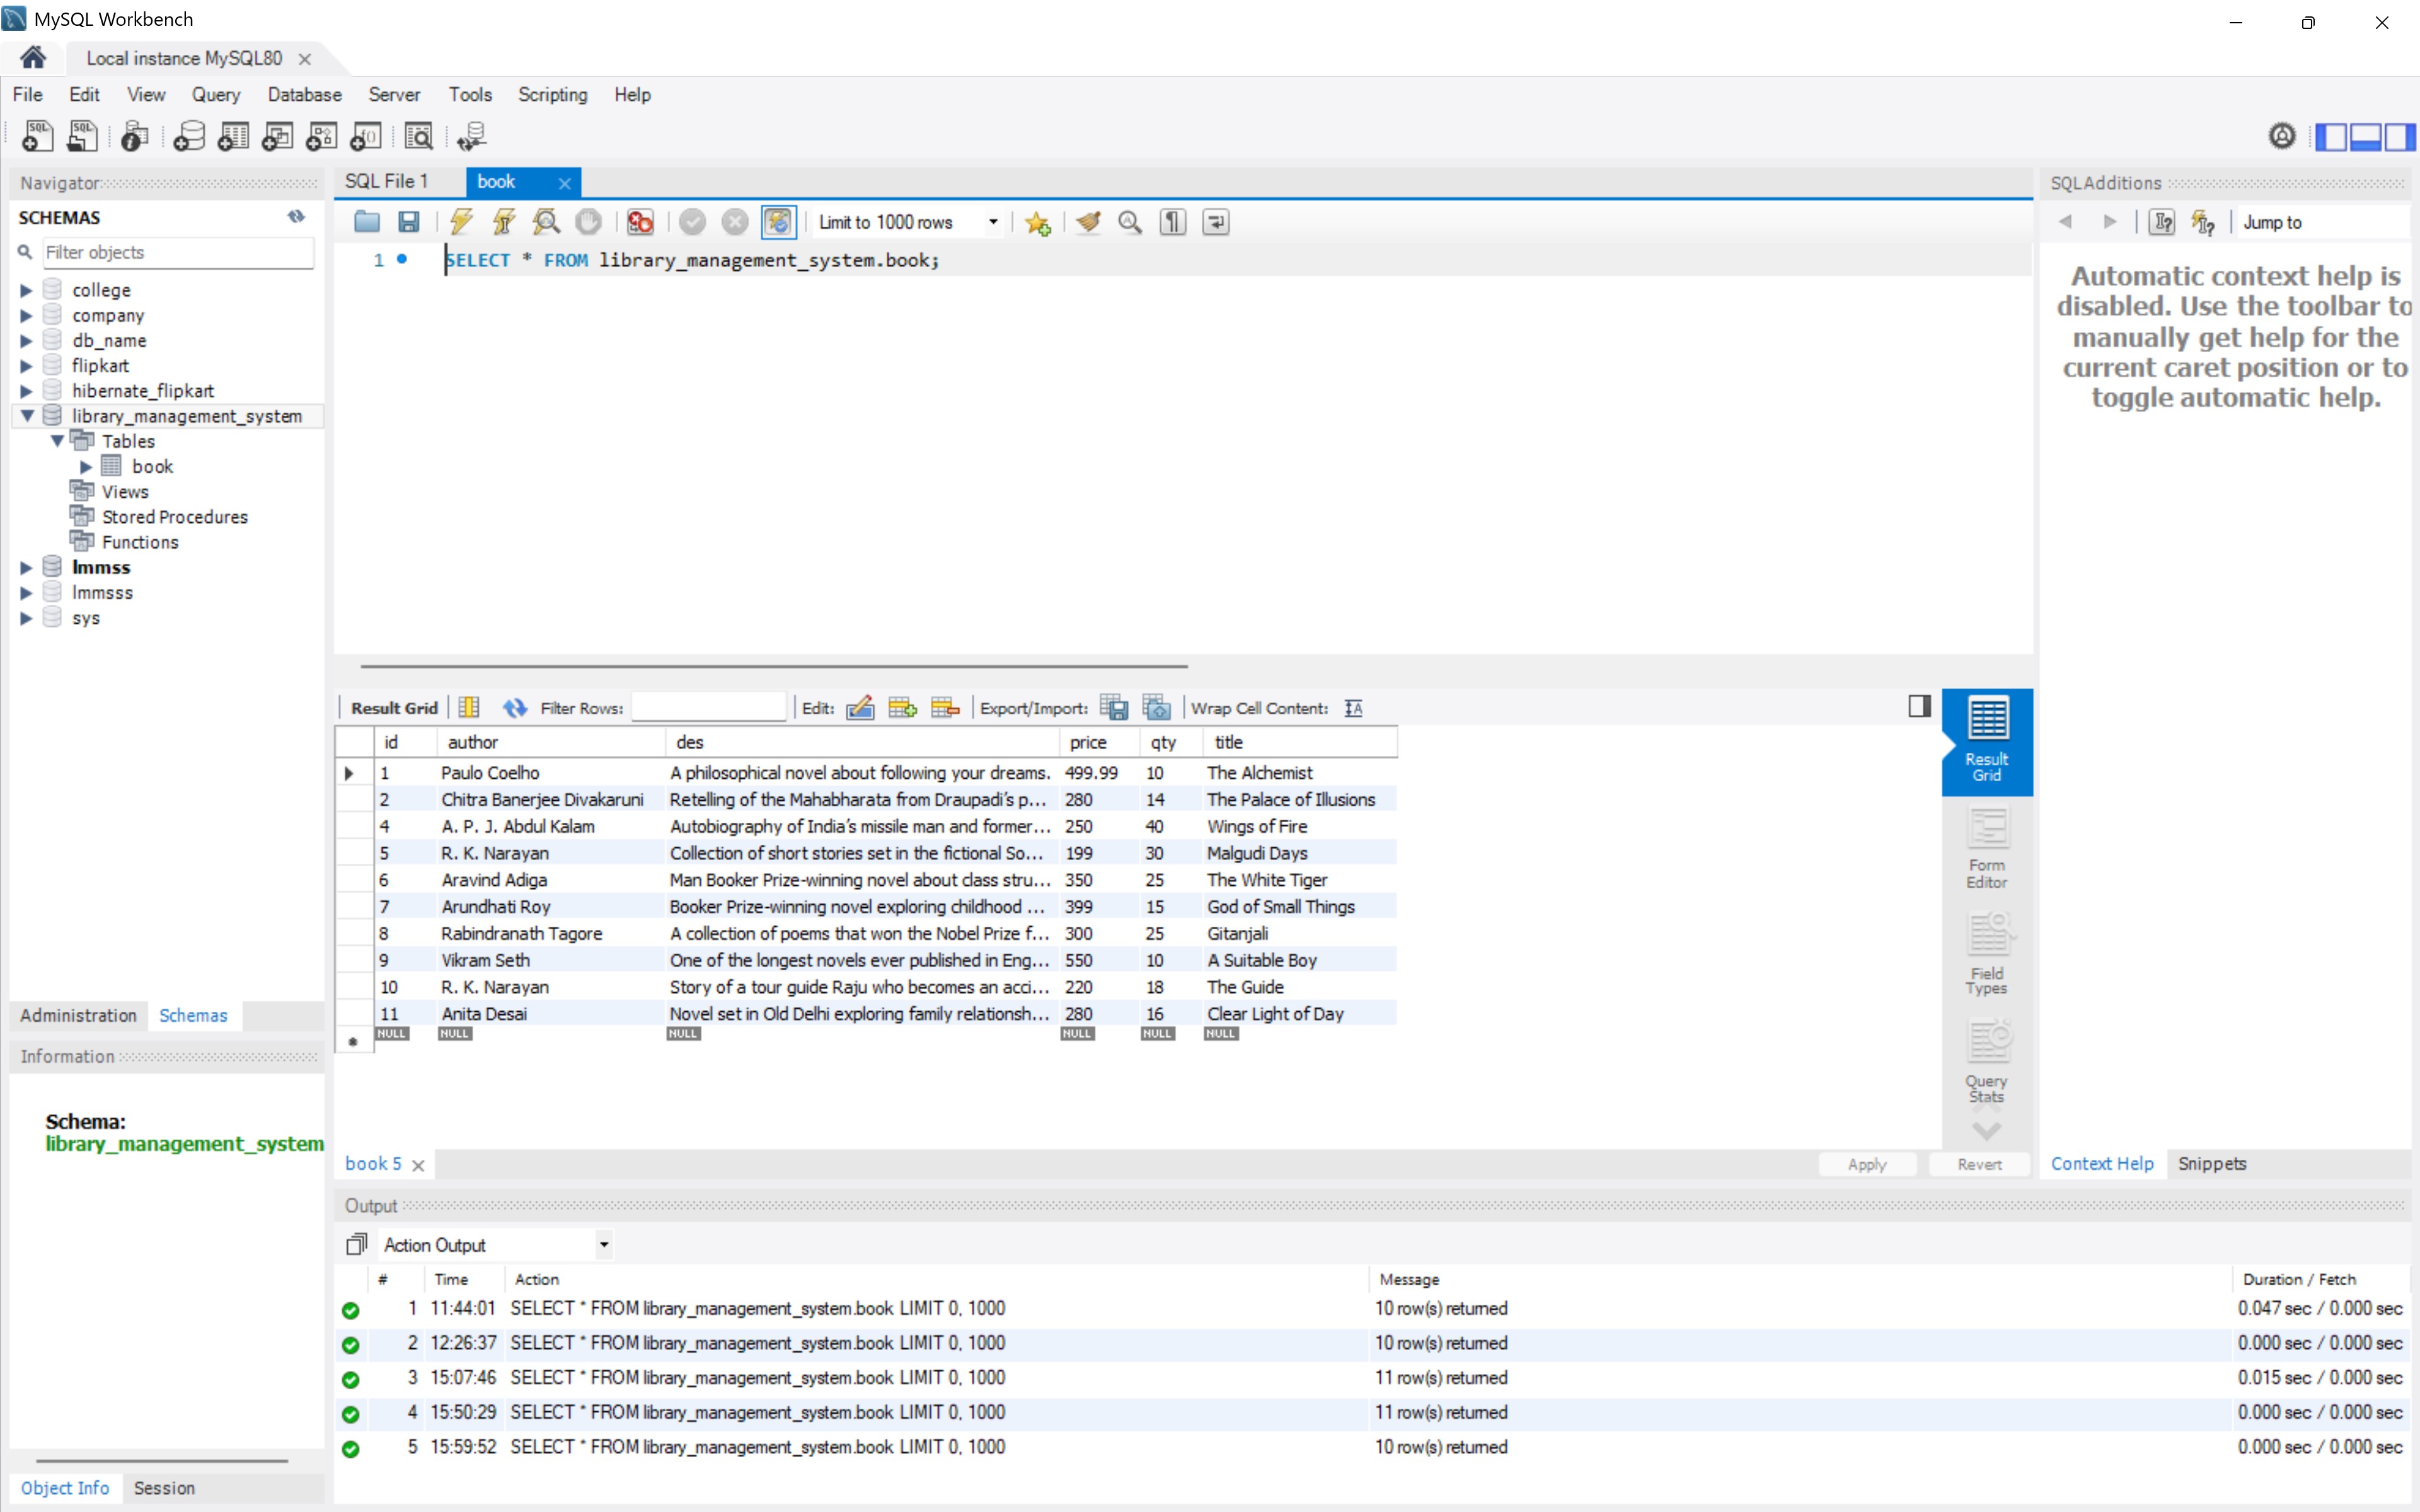 MySQL Workbench
Local instance MySQL80
File Edit View Query Database Server Tools Scripting Help
Navigator
SCHEMAS
Filter objects
college
company
db_name
flipkart
hibernate_flipkart
library_management_system
Tables
book
Views
Stored Procedures
Functions
lmmss
lmmsss
sys
Administration Schemas
Information
Schema:
library_management_system
Object Info Session
SQL File 1 book
Limit to 1000 rows
1 SELECT * FROM library_management_system.book;
Result Grid Filter Rows: Edit: Export/Import: Wrap Cell Content:
id author des price qty title
1 Paulo Coelho A philosophical novel about following your dreams. 499.99 10 The Alchemist
2 Chitra Banerjee Divakaruni Retelling of the Mahabharata from Draupadi's p... 280 14 The Palace of Illusions
4 A. P. J. Abdul Kalam Autobiography of India's missile man and former... 250 40 Wings of Fire
5 R. K. Narayan Collection of short stories set in the fictional So... 199 30 Malgudi Days
6 Aravind Adiga Man Booker Prize-winning novel about class stru... 350 25 The White Tiger
7 Arundhati Roy Booker Prize-winning novel exploring childhood ... 399 15 God of Small Things
8 Rabindranath Tagore A collection of poems that won the Nobel Prize f... 300 25 Gitanjali
9 Vikram Seth One of the longest novels ever published in Eng... 550 10 A Suitable Boy
10 R. K. Narayan Story of a tour guide Raju who becomes an acci... 220 18 The Guide
11 Anita Desai Novel set in Old Delhi exploring family relationsh... 280 16 Clear Light of Day
NULL NULL NULL NULL NULL NULL
Result
Grid
Form
Editor
Field
Types
Query
Stats
book 5 Apply Revert
SQLAdditions
Jump to
Automatic context help is
disabled. Use the toolbar to
manually get help for the
current caret position or to
toggle automatic help.
Context Help Snippets
Output
Action Output
# Time Action Message Duration / Fetch
1 11:44:01 SELECT * FROM library_management_system.book LIMIT 0, 1000 10 row(s) returned 0.047 sec / 0.000 sec
2 12:26:37 SELECT * FROM library_management_system.book LIMIT 0, 1000 10 row(s) returned 0.000 sec / 0.000 sec
3 15:07:46 SELECT * FROM library_management_system.book LIMIT 0, 1000 11 row(s) returned 0.015 sec / 0.000 sec
4 15:50:29 SELECT * FROM library_management_system.book LIMIT 0, 1000 11 row(s) returned 0.000 sec / 0.000 sec
5 15:59:52 SELECT * FROM library_management_system.book LIMIT 0, 1000 10 row(s) returned 0.000 sec / 0.000 sec